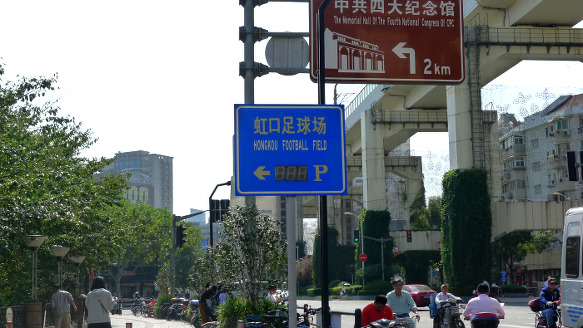 中共四大纪念馆
The Memorial Hall Of The Fourth National Congress Of CPC
2 km
虹口足球场
HONGKOU FOOTBALL FIELD
P